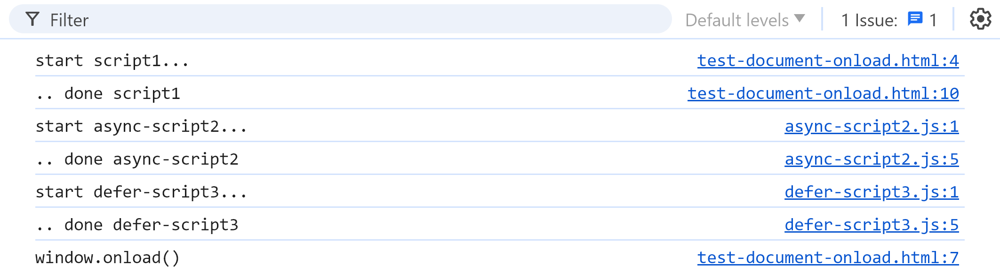 Filter Default levels ▼ 1 Issue: 1
start script1... test-document-onload.html:4
.. done script1 test-document-onload.html:10
start async-script2... async-script2.js:1
.. done async-script2 async-script2.js:5
start defer-script3... defer-script3.js:1
.. done defer-script3 defer-script3.js:5
window.onload() test-document-onload.html:7